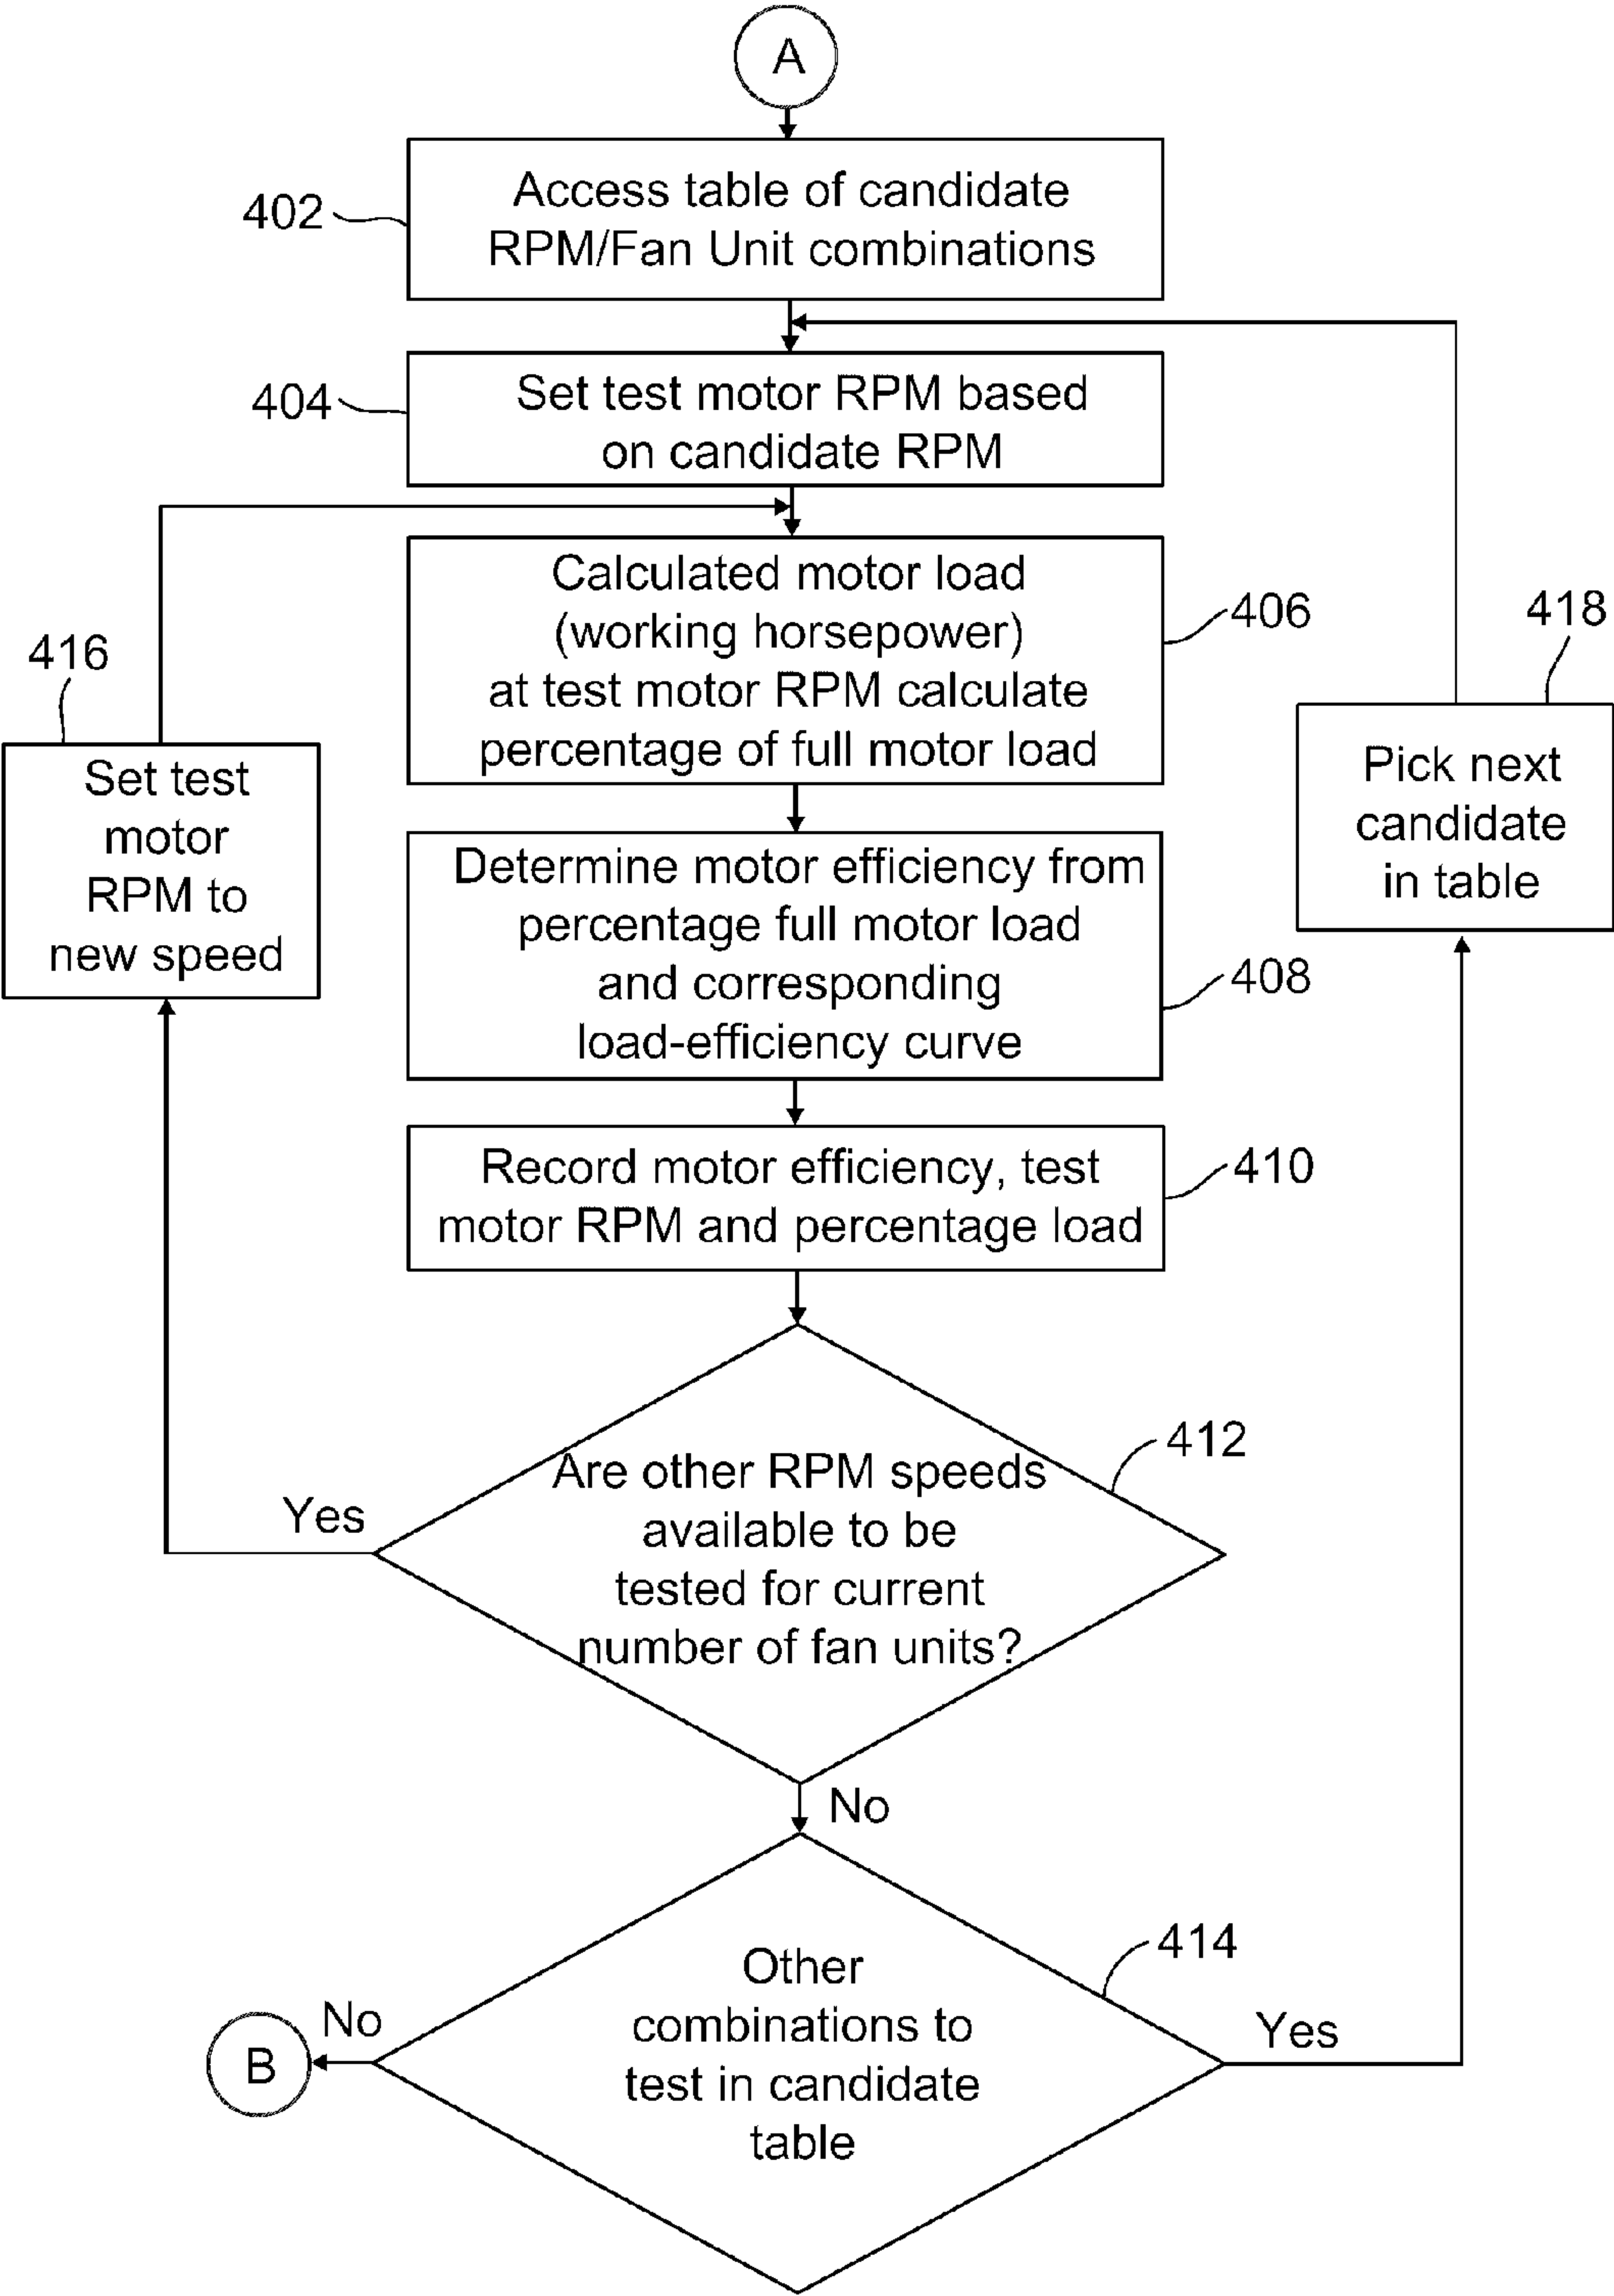 A
402
Access table of candidate
RPM/Fan Unit combinations
404
Set test motor RPM based
on candidate RPM
Calculated motor load
(working horsepower)
at test motor RPM calculate
percentage of full motor load
406
418
416
Set test
motor
RPM to
new speed
Pick next
candidate
in table
Determine motor efficiency from
percentage full motor load
and corresponding
load-efficiency curve
408
Record motor efficiency, test
motor RPM and percentage load
410
412
Are other RPM speeds
available to be
tested for current
number of fan units?
Yes
No
414
Other
combinations to
test in candidate
table
No
B
Yes